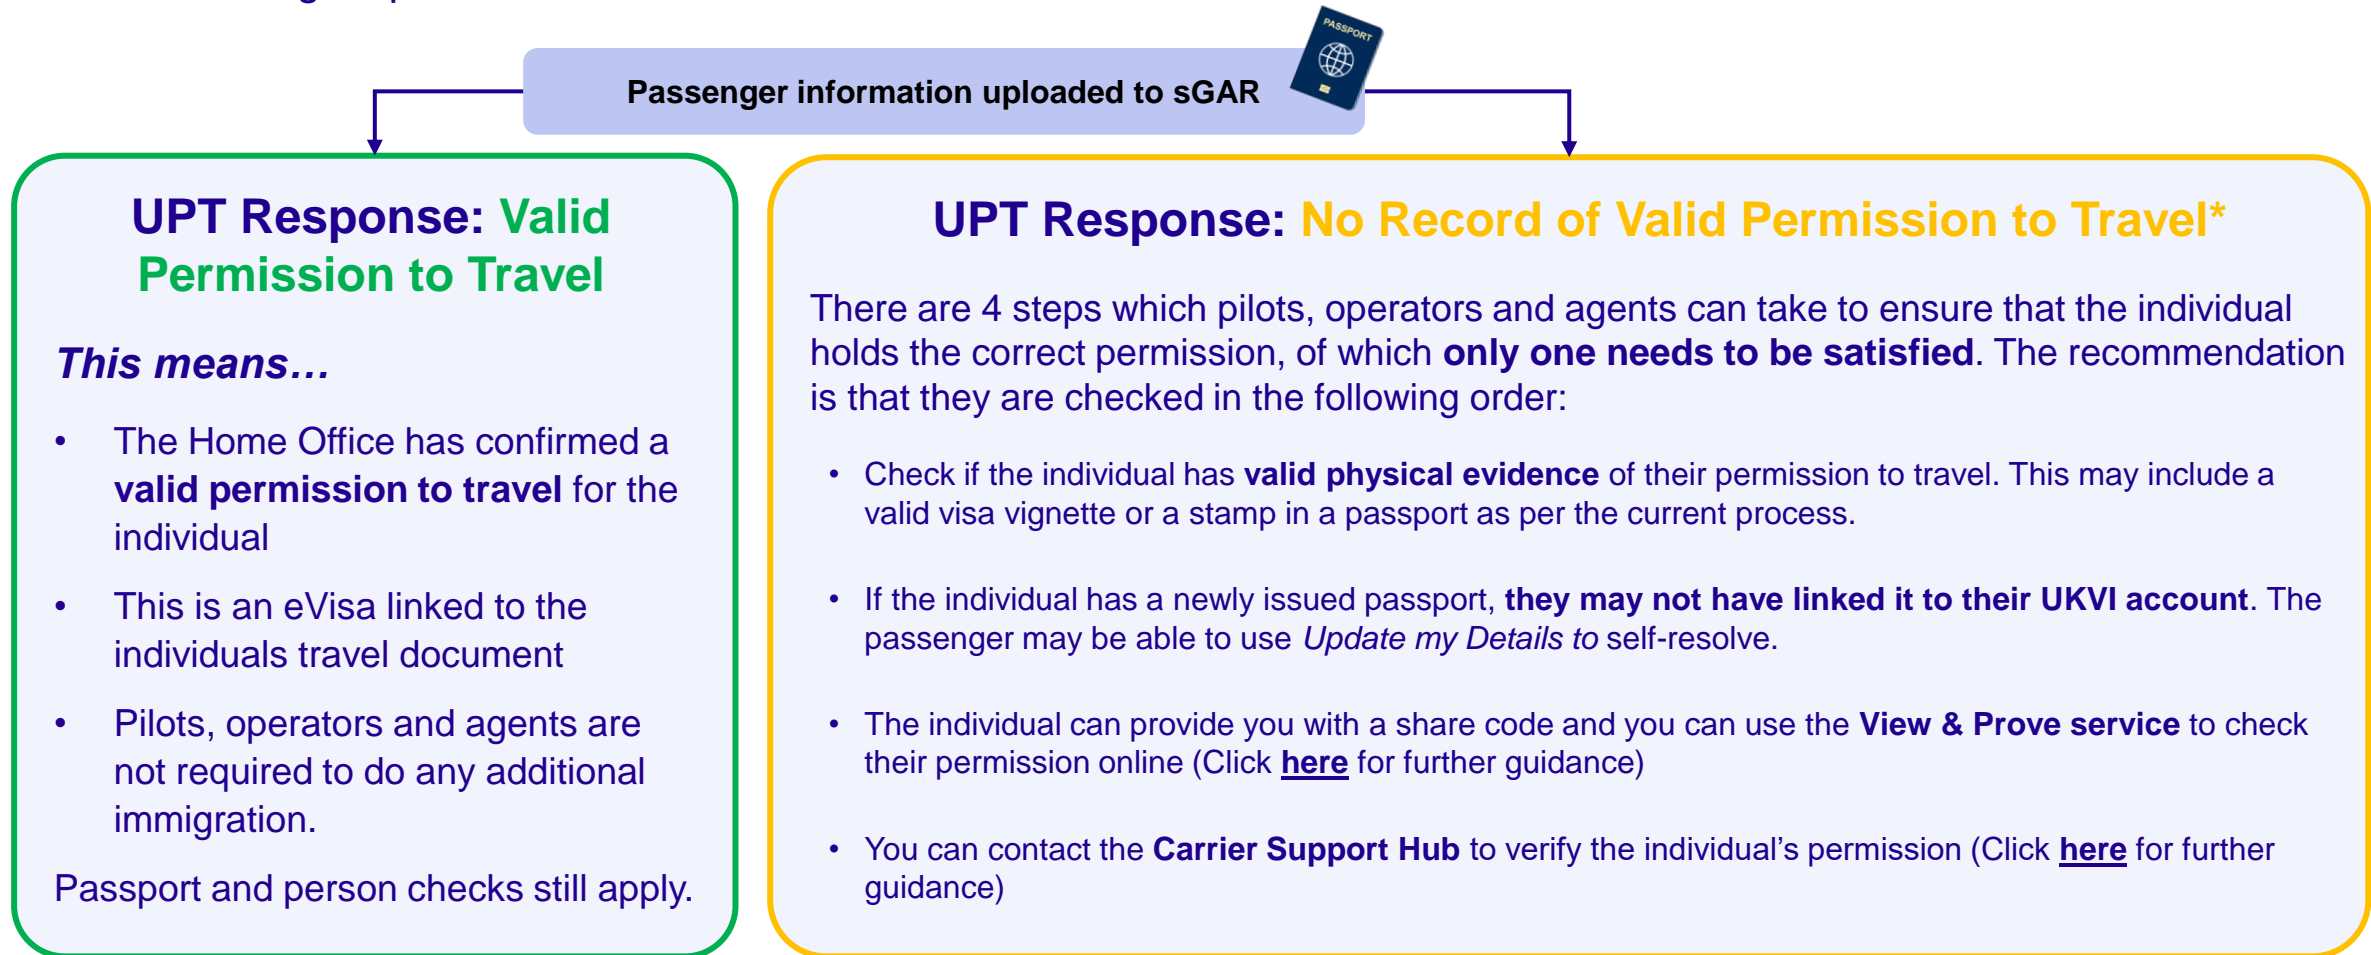 Passenger information uploaded to sGAR
PASSPORT
UPT Response: Valid
Permission to Travel
This means…
• The Home Office has confirmed a
valid permission to travel for the
individual
• This is an eVisa linked to the
individuals travel document
• Pilots, operators and agents are
not required to do any additional
immigration.
Passport and person checks still apply.
UPT Response: No Record of Valid Permission to Travel*
There are 4 steps which pilots, operators and agents can take to ensure that the individual
holds the correct permission, of which only one needs to be satisfied. The recommendation
is that they are checked in the following order:
• Check if the individual has valid physical evidence of their permission to travel. This may include a
valid visa vignette or a stamp in a passport as per the current process.
• If the individual has a newly issued passport, they may not have linked it to their UKVI account. The
passenger may be able to use Update my Details to self-resolve.
• The individual can provide you with a share code and you can use the View & Prove service to check
their permission online (Click here for further guidance)
• You can contact the Carrier Support Hub to verify the individual’s permission (Click here for further
guidance)